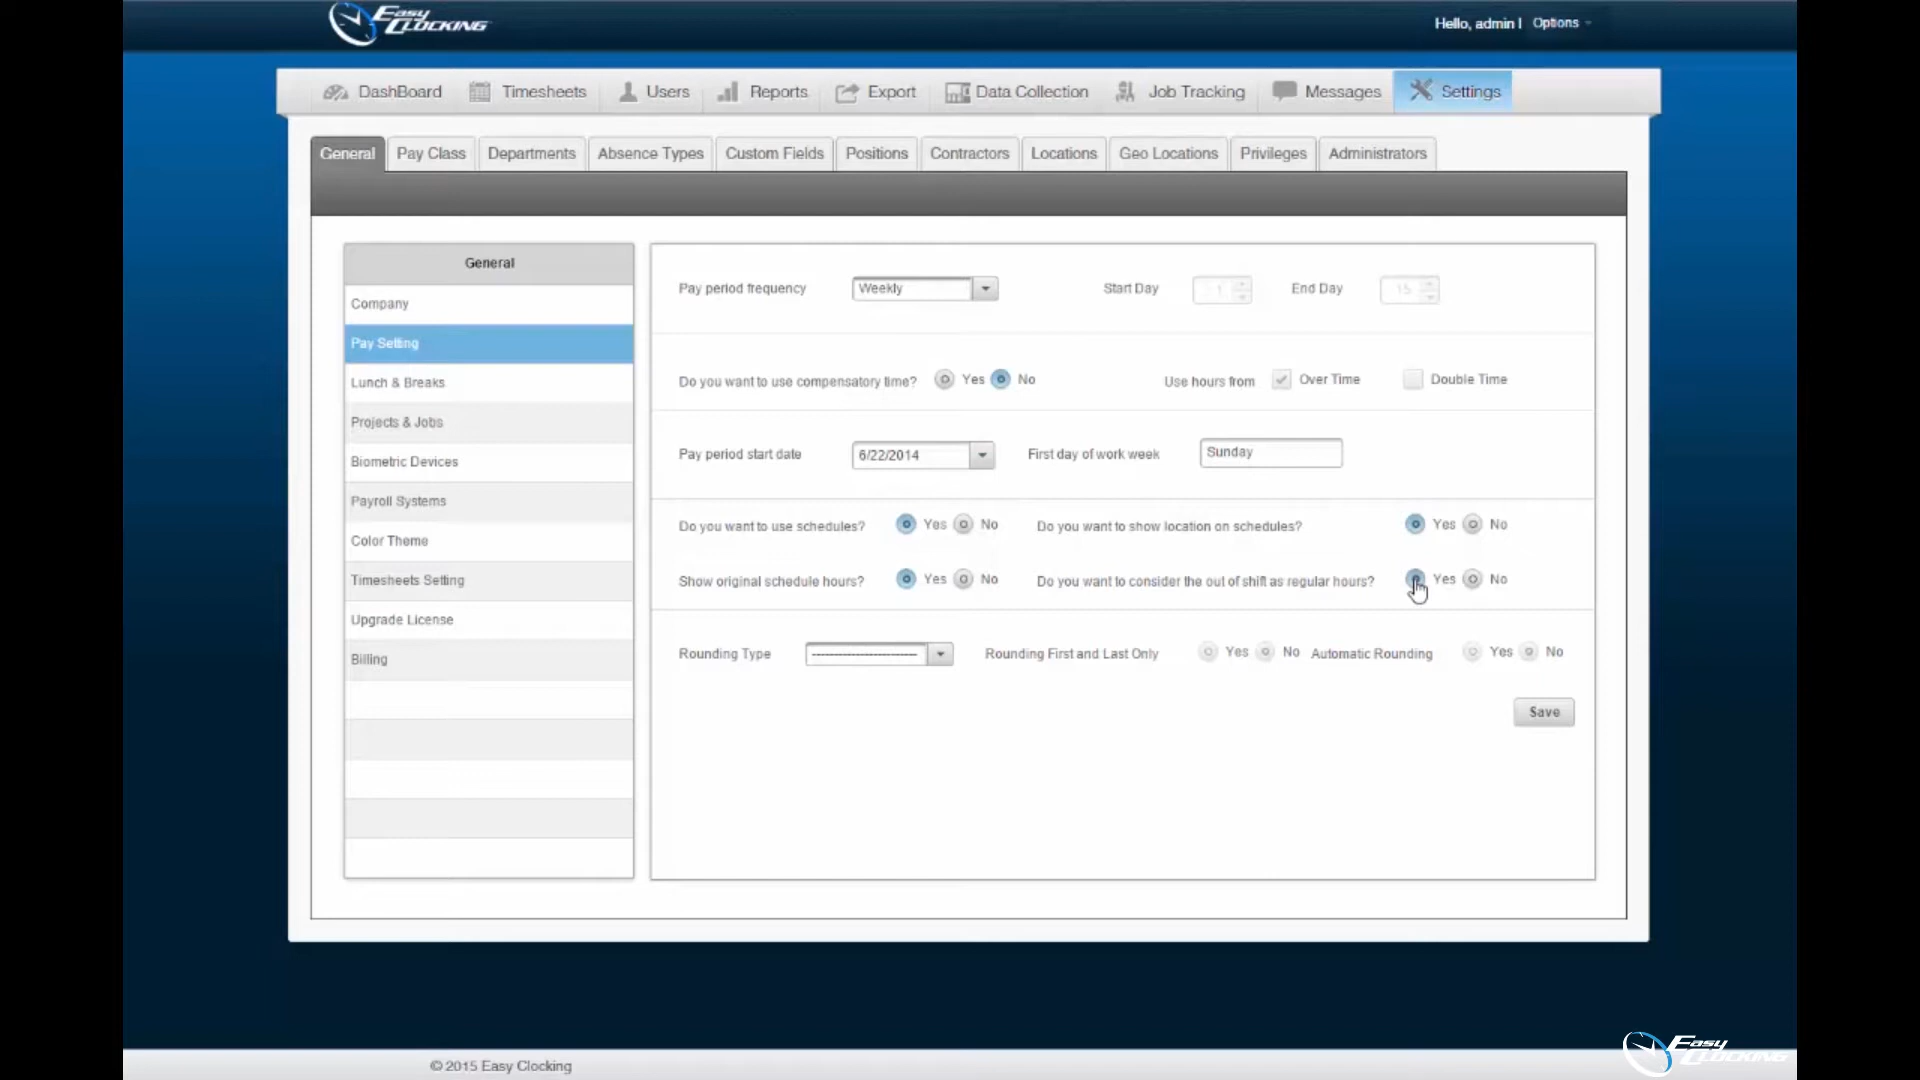 Easy Clocking
Hello, admin | Options
DashBoard Timesheets Users Reports Export Data Collection Job Tracking Messages Settings
General Pay Class Departments Absence Types Custom Fields Positions Contractors Locations Geo Locations Privileges Administrators
General
Company
Pay Setting
Lunch & Breaks
Projects & Jobs
Biometric Devices
Payroll Systems
Color Theme
Timesheets Setting
Upgrade License
Billing
Pay period frequency Weekly Start Day 1 End Day 15
Do you want to use compensatory time? Yes No Use hours from Over Time Double Time
Pay period start date 6/22/2014 First day of work week Sunday
Do you want to use schedules? Yes No Do you want to show location on schedules? Yes No
Show original schedule hours? Yes No Do you want to consider the out of shift as regular hours? Yes No
Rounding Type ------------------------ Rounding First and Last Only Yes No Automatic Rounding Yes No
Save
© 2015 Easy Clocking
Easy Clocking